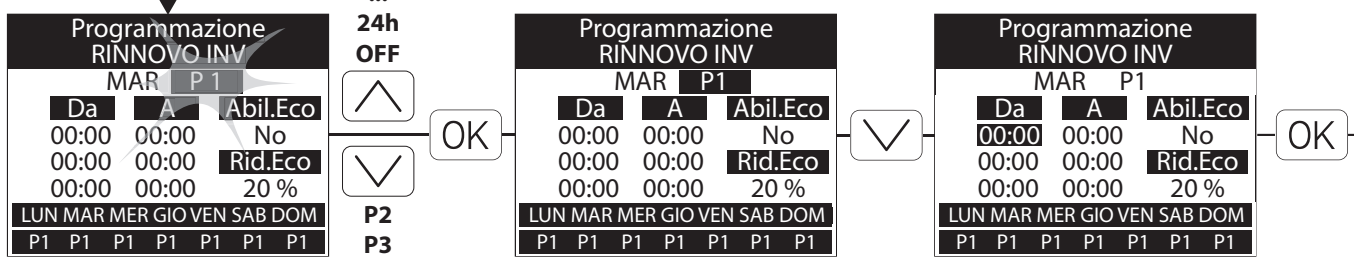 Programmazione
RINNOVO INV
MAR P 1
Da A Abil.Eco
00:00 00:00 No
00:00 00:00 Rid.Eco
00:00 00:00 20 %
LUN MAR MER GIO VEN SAB DOM
P1 P1 P1 P1 P1 P1 P1
...
24h
OFF
P2
P3
OK
Programmazione
RINNOVO INV
MAR P1
Da A Abil.Eco
00:00 00:00 No
00:00 00:00 Rid.Eco
00:00 00:00 20 %
LUN MAR MER GIO VEN SAB DOM
P1 P1 P1 P1 P1 P1 P1
Programmazione
RINNOVO INV
MAR P1
Da A Abil.Eco
00:00 00:00 No
00:00 00:00 Rid.Eco
00:00 00:00 20 %
LUN MAR MER GIO VEN SAB DOM
P1 P1 P1 P1 P1 P1 P1
OK